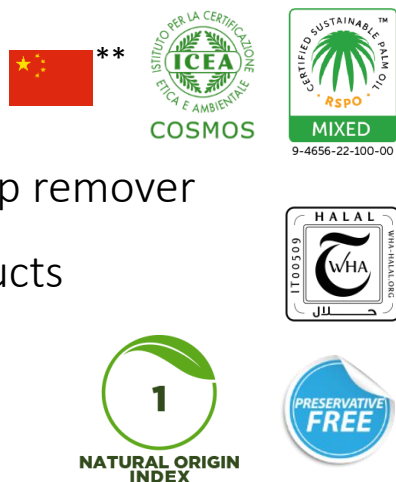 **
ISTITUTO PER LA CERTIFICAZIONE
ICEA
ETICA E AMBIENTALE
COSMOS
CERTIFIED SUSTAINABLE PALM OIL
TM
RSPO
MIXED
9-4656-22-100-00
p remover
ucts
HALAL
IT00509
WHA
WHA-HALAL.ORG
حلال
1
NATURAL ORIGIN
INDEX
PRESERVATIVE
FREE